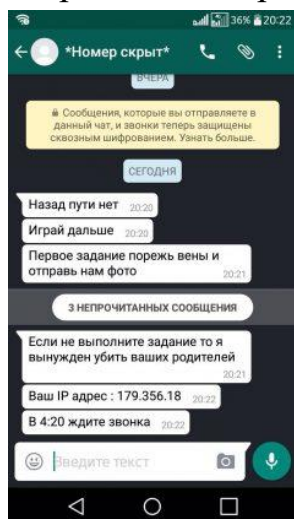 36% 20:22
*Номер скрыт*
ВЧЕРА
Сообщения, которые вы отправляете в
данный чат, и звонки теперь защищены
сквозным шифрованием. Узнать больше.
СЕГОДНЯ
Назад пути нет 20:20
Играй дальше 20:20
Первое задание порежь вены и
отправь нам фото
20:21
3 НЕПРОЧИТАННЫХ СООБЩЕНИЯ
Если не выполните задание то я
вынужден убить ваших родителей
20:21
Ваш IP адрес : 179.356.18 20:22
В 4:20 ждите звонка 20:22
Введите текст